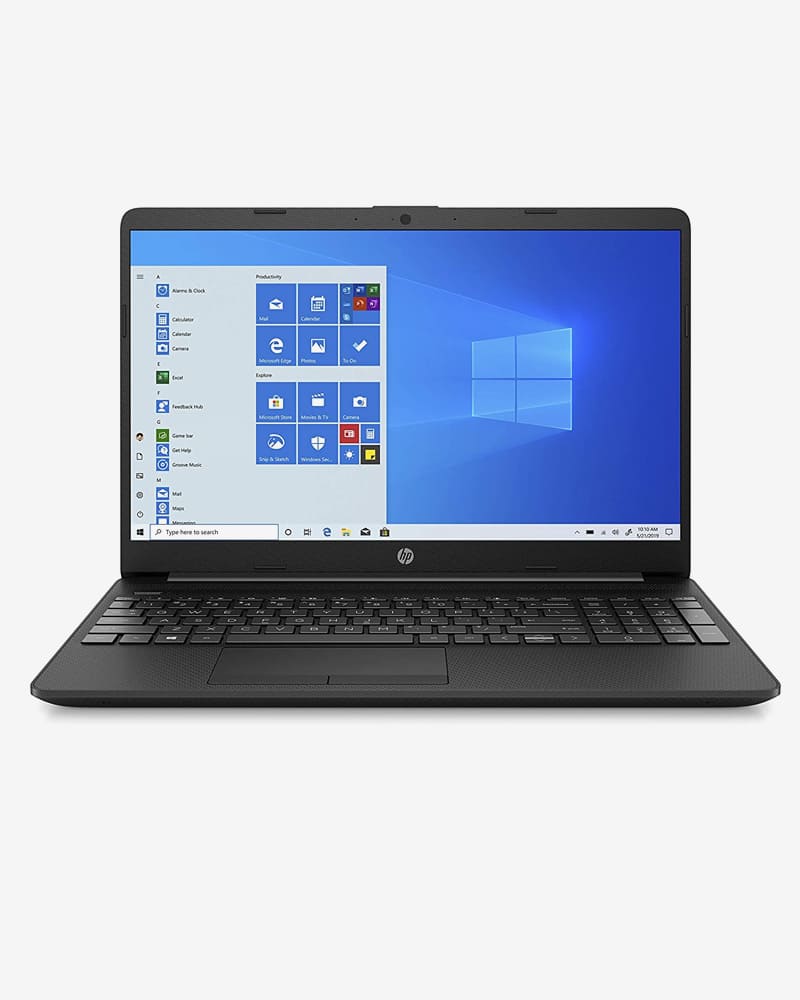 A
Alarms & Clock
C
Calculator
Calendar
Camera
E
Excel
F
Feedback Hub
G
Game bar
Get Help
Groove Music
M
Mail
Maps
Messaging
Productivity
Mail
Calendar
Microsoft Edge
Photos
To Do
Explore
Microsoft Store
Movies & TV
Camera
Snip & Sketch
Windows Sec...
Type here to search
10:10 AM
5/21/2019
hp